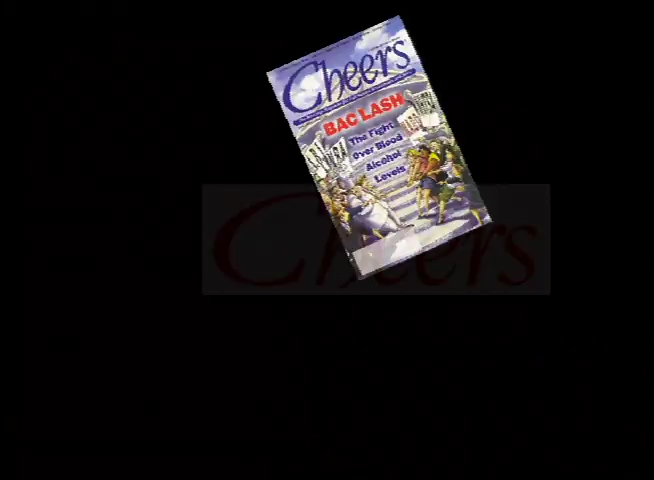 Cheers
BAC LASH
The Fight
Over Blood
Alcohol
Levels
Cheers